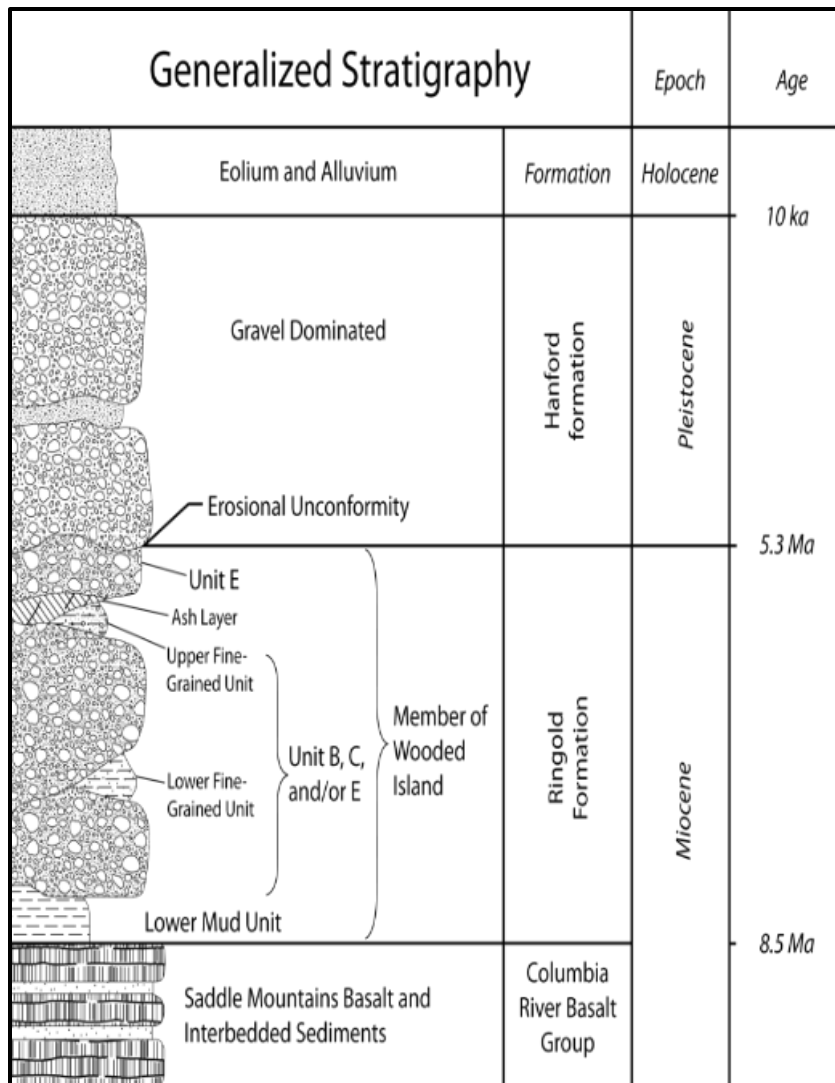 Generalized Stratigraphy
Epoch
Age
Eolium and Alluvium
Formation
Holocene
10 ka
Gravel Dominated
Hanford
formation
Pleistocene
Erosional Unconformity
5.3 Ma
Unit E
Ash Layer
Upper Fine-
Grained Unit
Member of
Wooded
Island
Unit B, C,
and/or E
Lower Fine-
Grained Unit
Ringold
Formation
Miocene
Lower Mud Unit
8.5 Ma
Saddle Mountains Basalt and
Interbedded Sediments
Columbia
River Basalt
Group